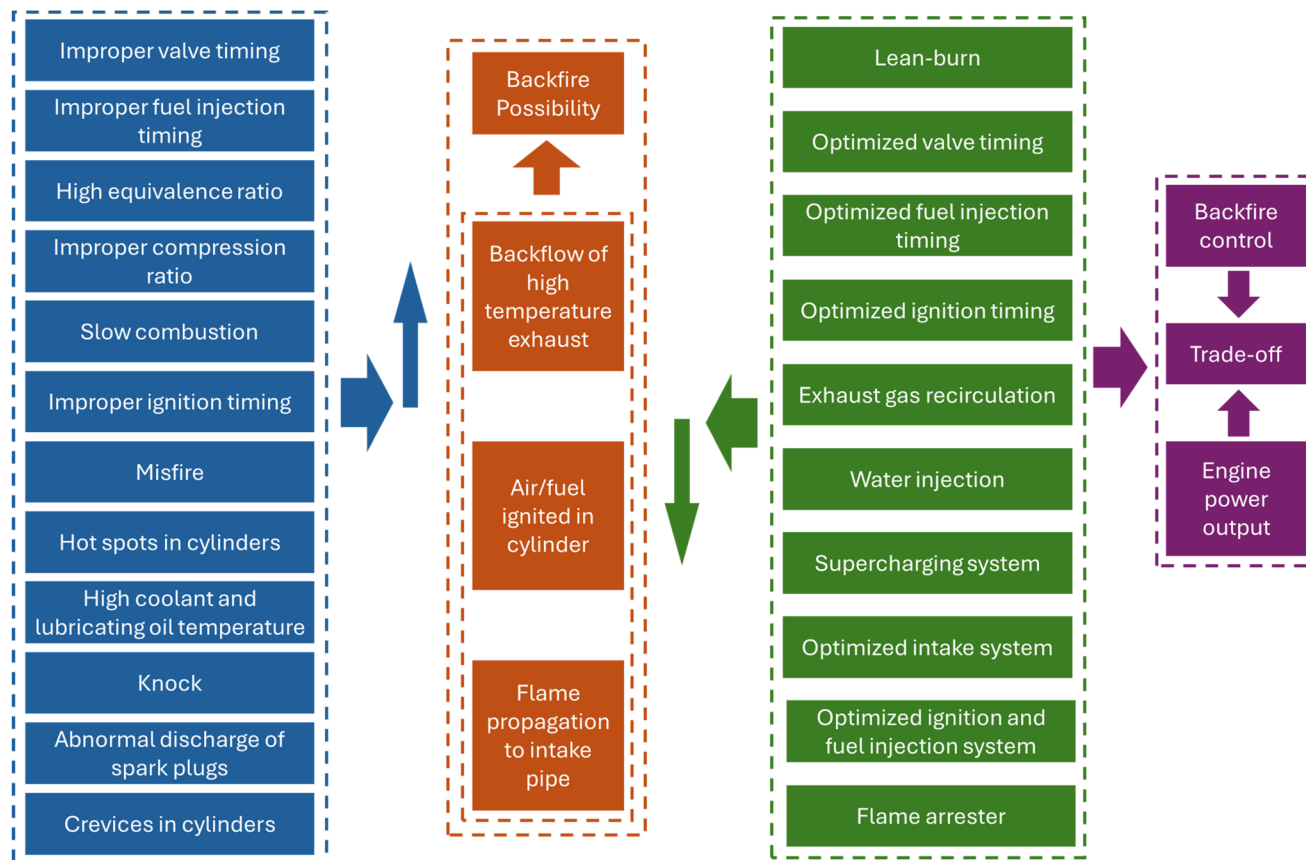 Improper valve timing
Improper fuel injection
timing
High equivalence ratio
Improper compression
ratio
Slow combustion
Improper ignition timing
Misfire
Hot spots in cylinders
High coolant and
lubricating oil temperature
Knock
Abnormal discharge of
spark plugs
Crevices in cylinders
Backfire
Possibility
Backflow of
high
temperature
exhaust
Air/fuel
ignited in
cylinder
Flame
propagation
to intake
pipe
Lean-burn
Optimized valve timing
Optimized fuel injection
timing
Optimized ignition timing
Exhaust gas recirculation
Water injection
Supercharging system
Optimized intake system
Optimized ignition and
fuel injection system
Flame arrester
Backfire
control
Trade-off
Engine
power
output